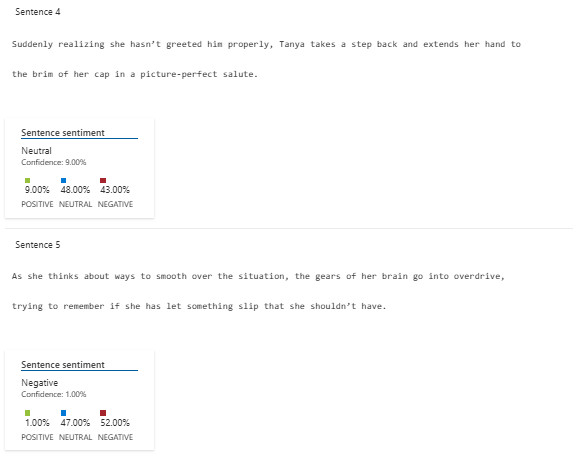 Sentence 4
Suddenly realizing she hasn't greeted him properly, Tanya takes a step back and extends her hand to
the brim of her cap in a picture-perfect salute.
Sentence sentiment
Neutral
Confidence: 9.00%
9.00% 48.00% 43.00%
POSITIVE NEUTRAL NEGATIVE
Sentence 5
As she thinks about ways to smooth over the situation, the gears of her brain go into overdrive,
trying to remember if she has let something slip that she shouldn't have.
Sentence sentiment
Negative
Confidence: 1.00%
1.00% 47.00% 52.00%
POSITIVE NEUTRAL NEGATIVE